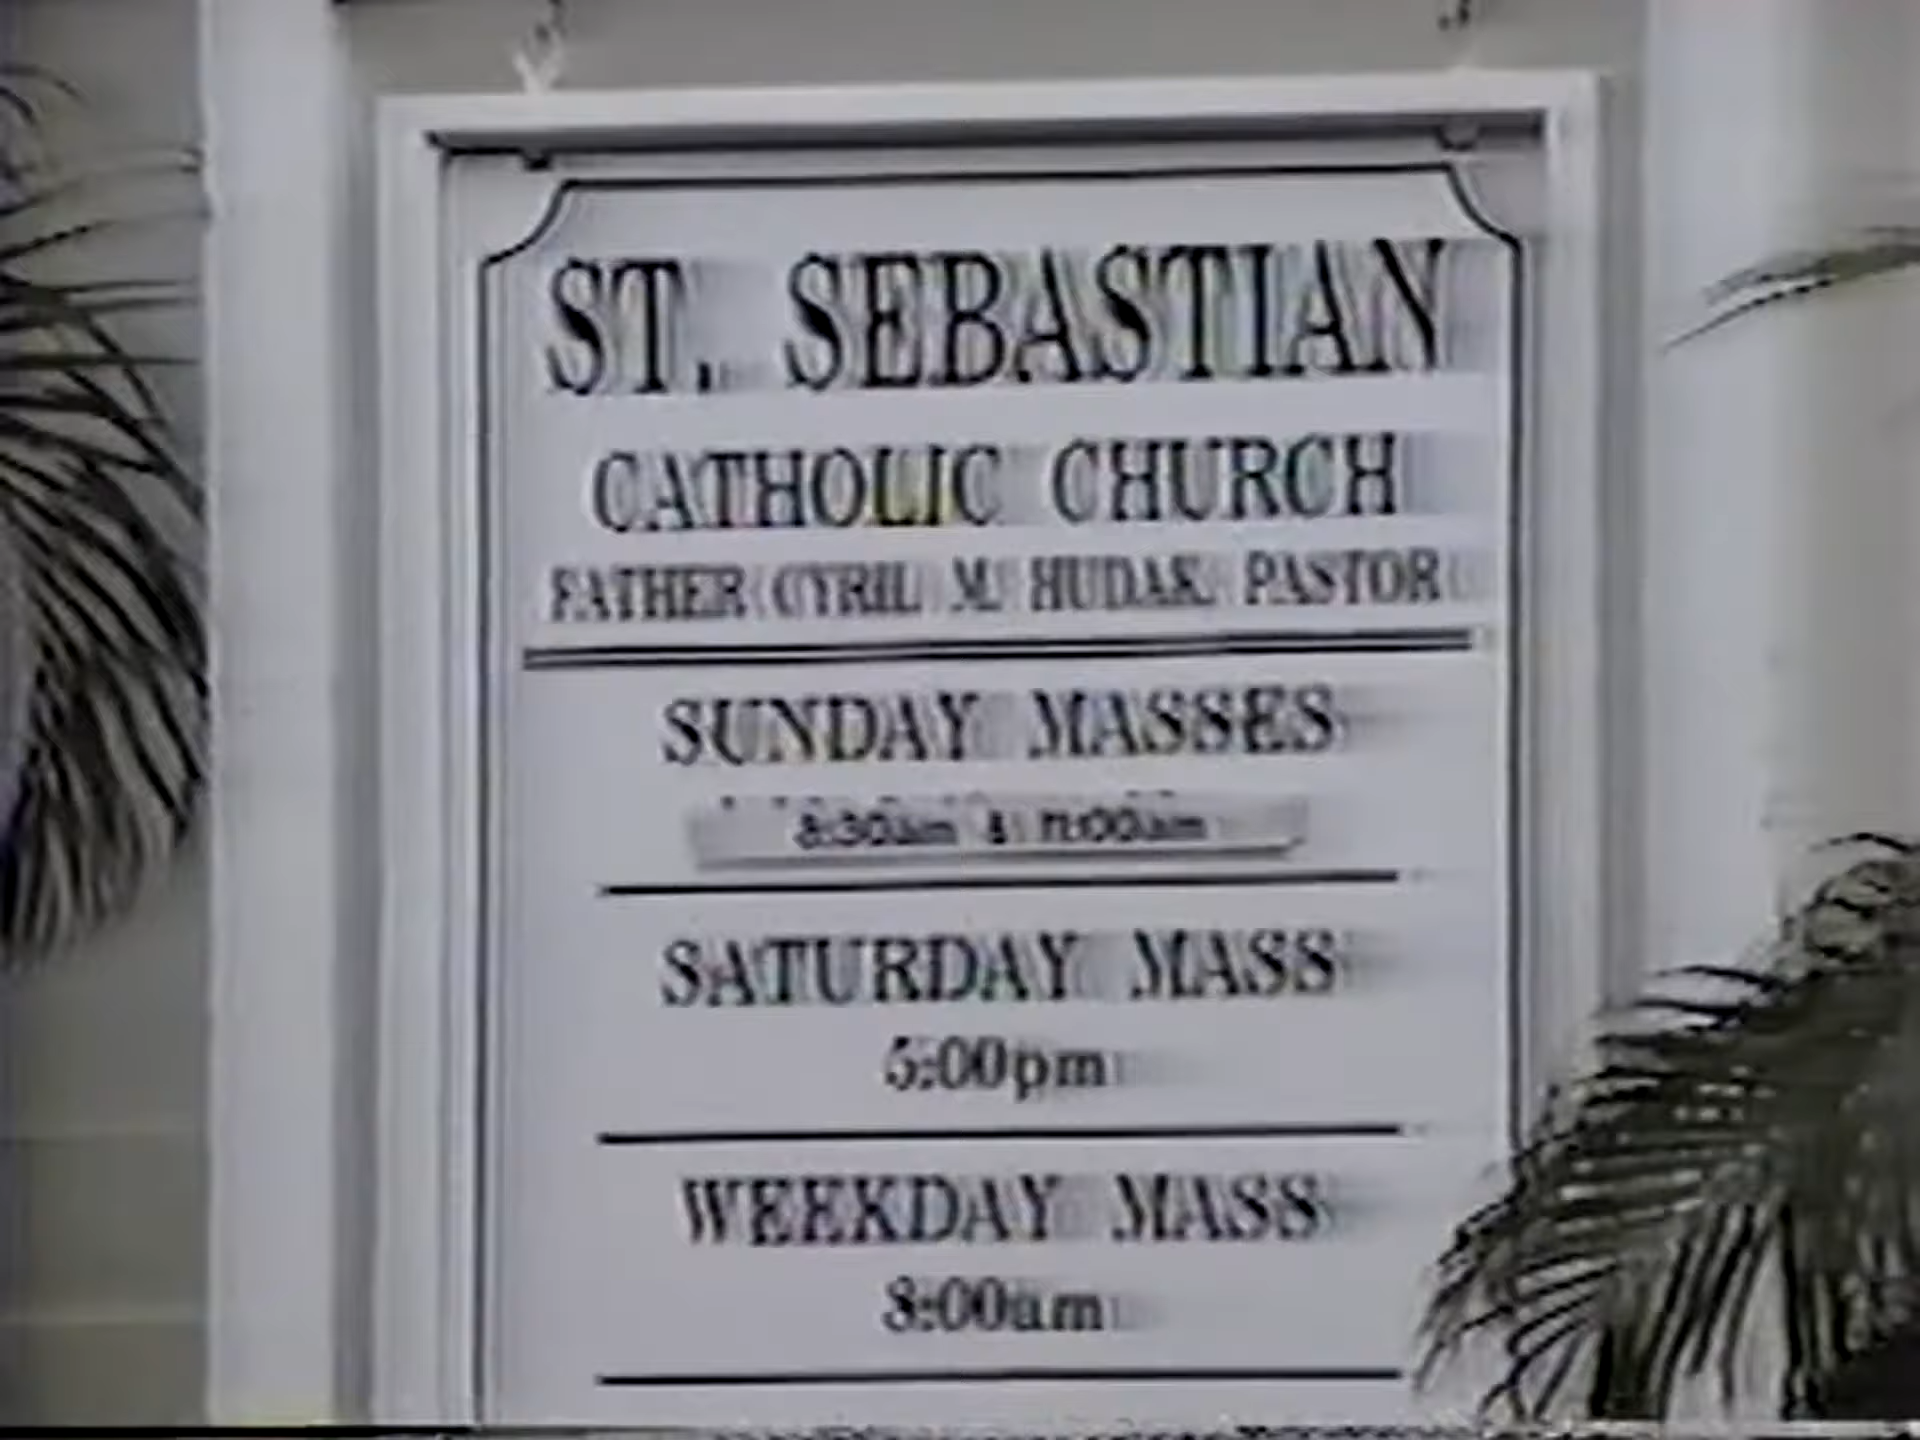 ST. SEBASTIAN
CATHOLIC CHURCH
FATHER CYRIL M. HUDAK, PASTOR
SUNDAY MASSES
8:30am & 11:00am
SATURDAY MASS
5:00pm
WEEKDAY MASS
8:00am